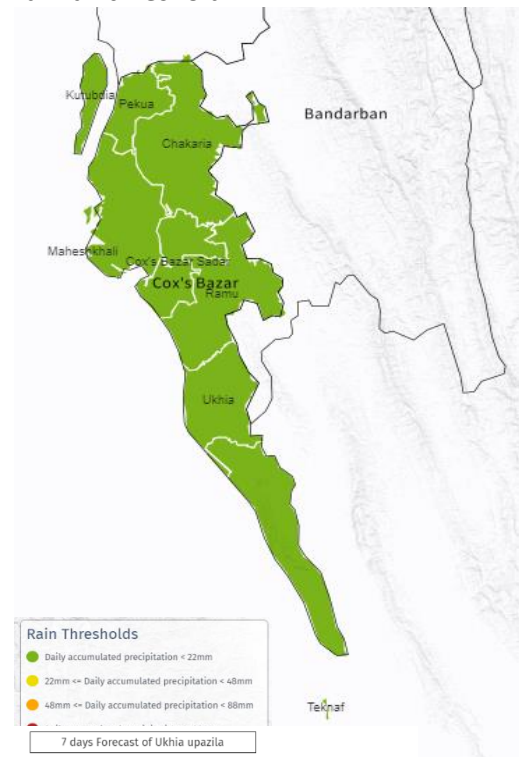 Kutubdia
Pekua
Bandarban
Chakaria
Maheshkhali
Cox's Bazar Sadar
Cox's Bazar
Ramu
Ukhia
Rain Thresholds
Daily accumulated precipitation < 22mm
22mm <= Daily accumulated precipitation < 48mm
48mm <= Daily accumulated precipitation < 88mm
Teknaf
7 days Forecast of Ukhia upazila